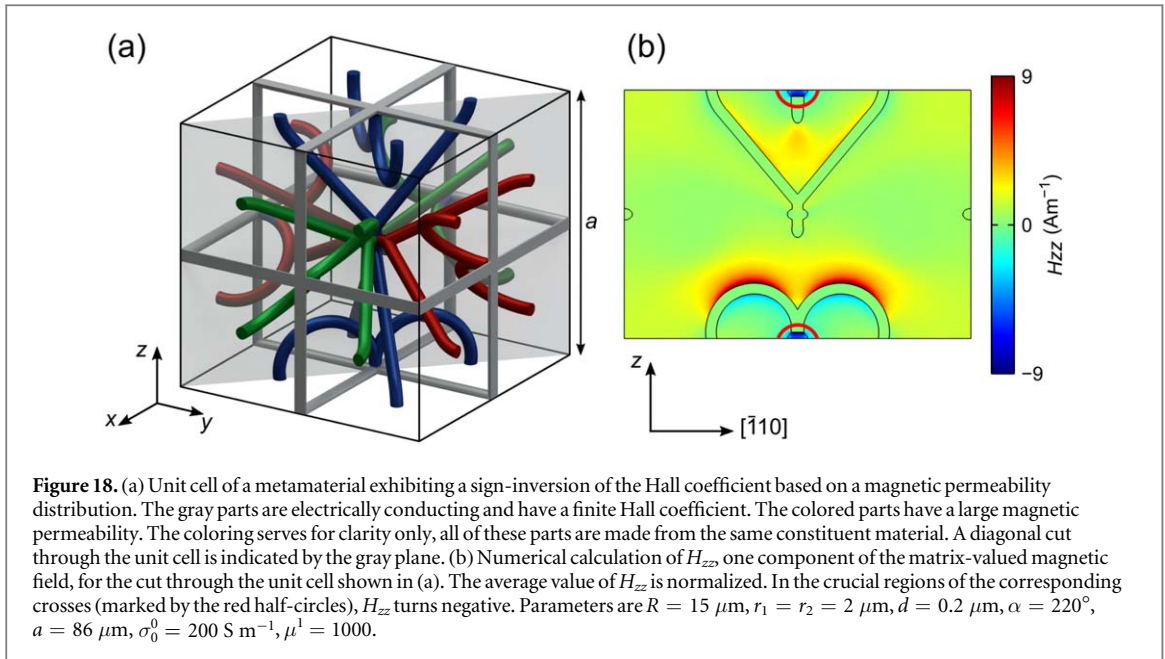 (a)
(b)
a
z
x
y
z
[1̄10]
9
0
−9
Hzz (Am⁻¹)
Figure 18. (a) Unit cell of a metamaterial exhibiting a sign-inversion of the Hall coefficient based on a magnetic permeability
distribution. The gray parts are electrically conducting and have a finite Hall coefficient. The colored parts have a large magnetic
permeability. The coloring serves for clarity only, all of these parts are made from the same constituent material. A diagonal cut
through the unit cell is indicated by the gray plane. (b) Numerical calculation of Hzz, one component of the matrix-valued magnetic
field, for the cut through the unit cell shown in (a). The average value of Hzz is normalized. In the crucial regions of the corresponding
crosses (marked by the red half-circles), Hzz turns negative. Parameters are R = 15 μm, r₁ = r₂ = 2 μm, d = 0.2 μm, α = 220°,
a = 86 μm, σ₀⁰ = 200 S m⁻¹, μ¹ = 1000.